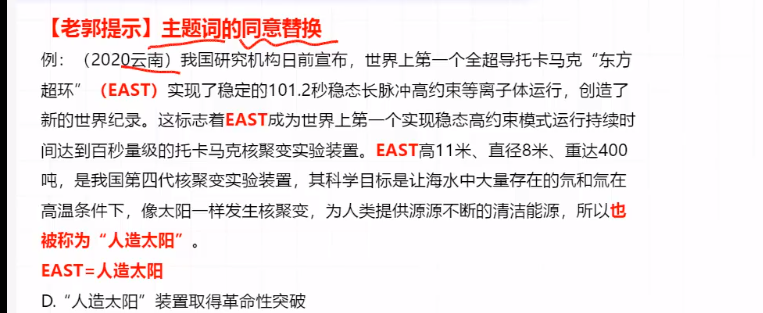 【老郭提示】主题词的同意替换
例：（2020云南）我国研究机构日前宣布，世界上第一个全超导托卡马克“东方
超环”（EAST）实现了稳定的101.2秒稳态长脉冲高约束等离子体运行，创造了
新的世界纪录。这标志着EAST成为世界上第一个实现稳态高约束模式运行持续时
间达到百秒量级的托卡马克核聚变实验装置。EAST高11米、直径8米、重达400
吨，是我国第四代核聚变实验装置，其科学目标是让海水中大量存在的氘和氚在
高温条件下，像太阳一样发生核聚变，为人类提供源源不断的清洁能源，所以也
被称为“人造太阳”。
EAST=人造太阳
D.“人造太阳”装置取得革命性突破